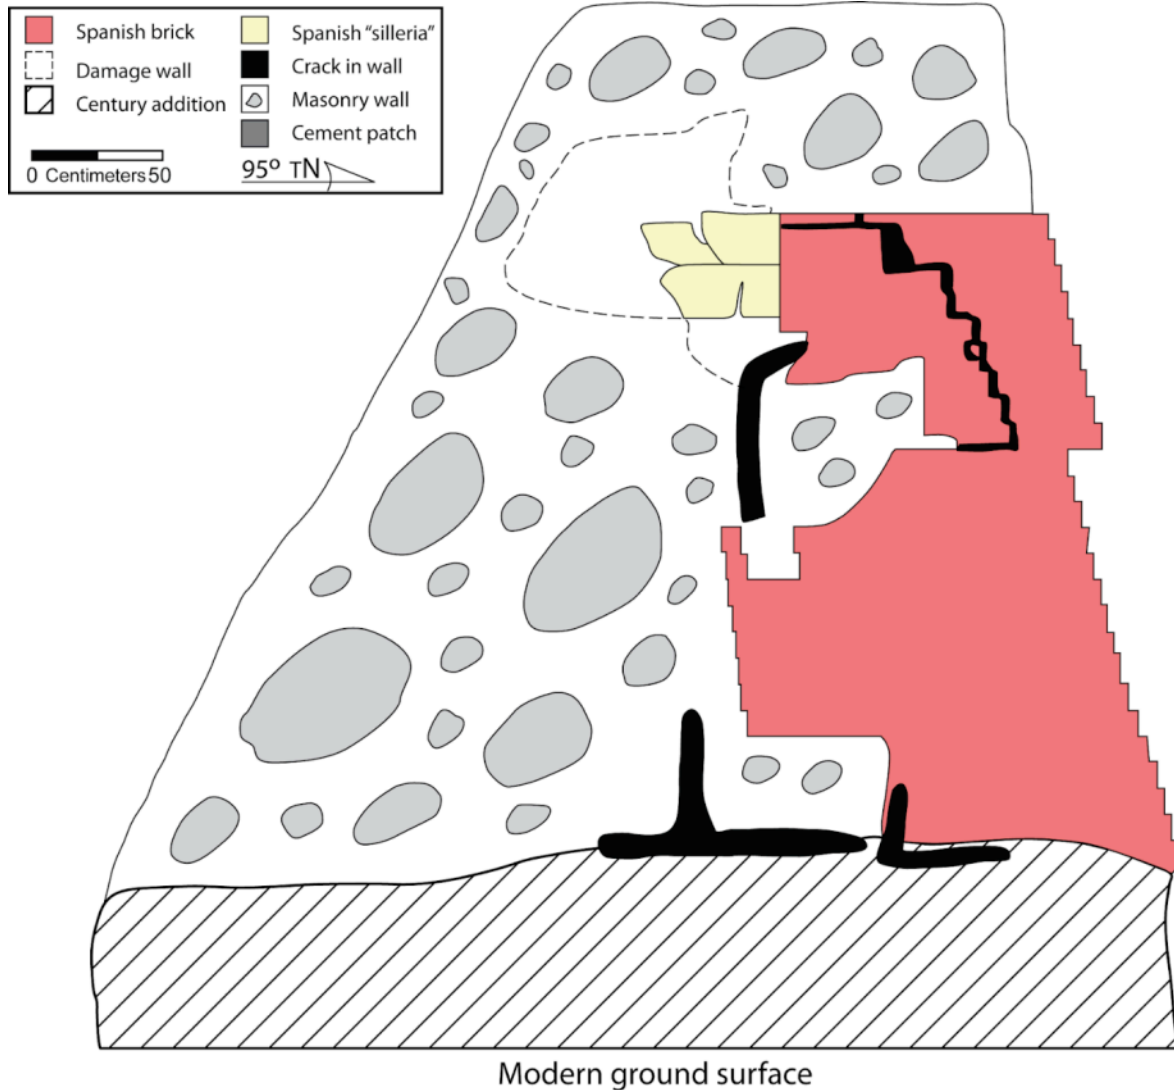 Spanish brick
Damage wall
Century addition
0 Centimeters 50
Spanish “silleria”
Crack in wall
Masonry wall
Cement patch
95º TN
Modern ground surface